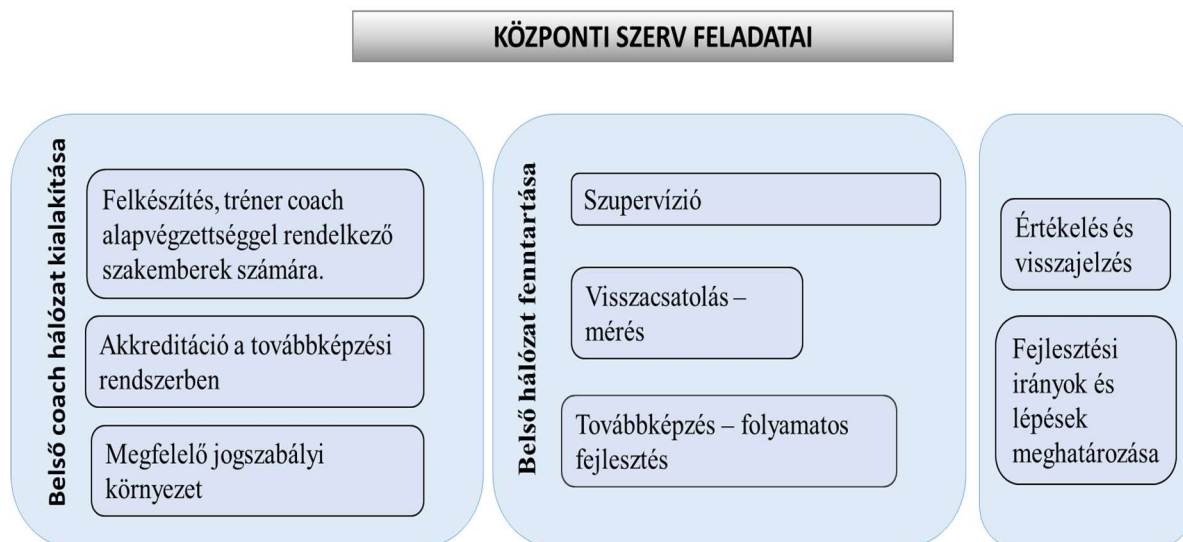 KÖZPONTI SZERV FELADATAI
Belső coach hálózat kialakítása
Felkészítés, tréner coach
alapvégzettséggel rendelkező
szakemberek számára.
Akkreditáció a továbbképzési
rendszerben
Megfelelő jogszabályi
környezet
Belső hálózat fenntartása
Szupervízió
Visszacsatolás –
mérés
Továbbképzés – folyamatos
fejlesztés
Értékelés és
visszajelzés
Fejlesztési
irányok és
lépések
meghatározása